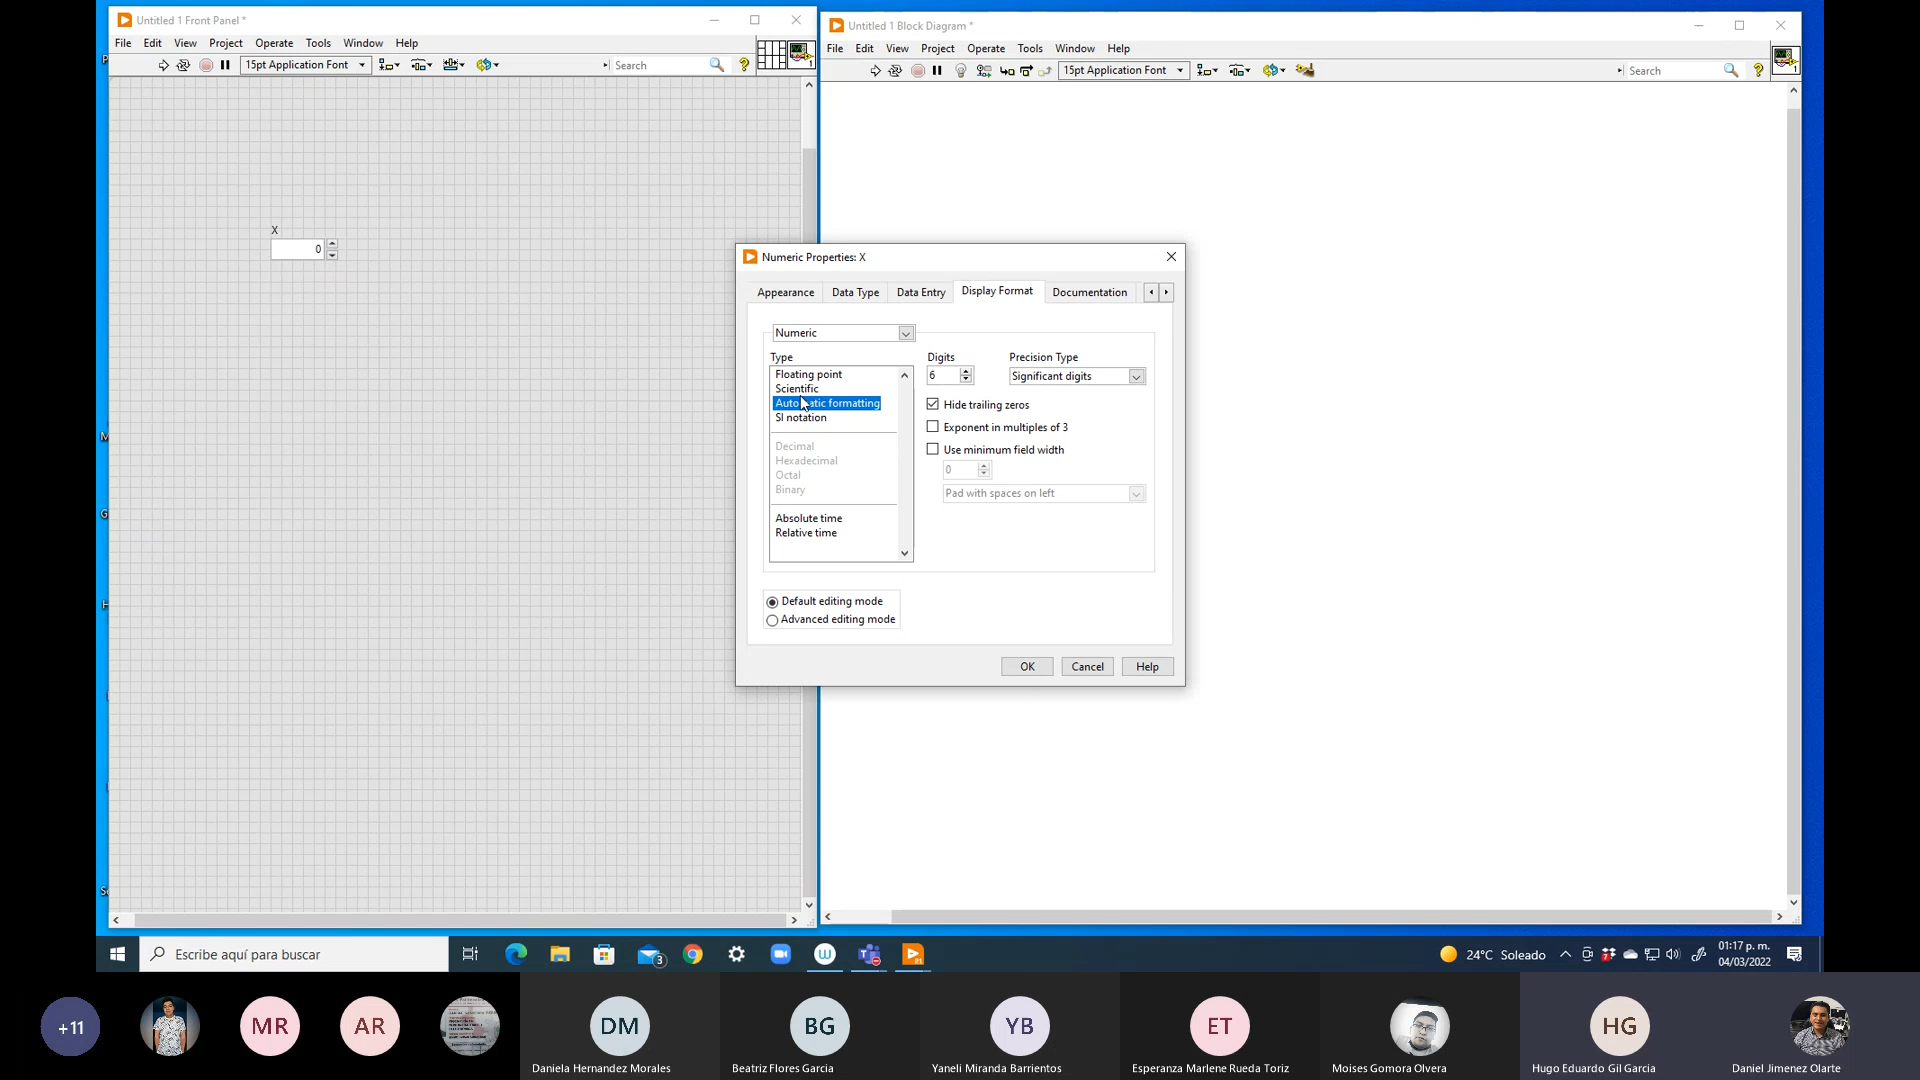 Untitled 1 Front Panel *
File Edit View Project Operate Tools Window Help
15pt Application Font
Search
X
0
Untitled 1 Block Diagram *
File Edit View Project Operate Tools Window Help
15pt Application Font
Search
Numeric Properties: X
Appearance Data Type Data Entry Display Format Documentation
Numeric
Type
Floating point
Scientific
Automatic formatting
SI notation
Decimal
Hexadecimal
Octal
Binary
Absolute time
Relative time
Digits
6
Precision Type
Significant digits
Hide trailing zeros
Exponent in multiples of 3
Use minimum field width
0
Pad with spaces on left
Default editing mode
Advanced editing mode
OK Cancel Help
Escribe aquí para buscar
3
24°C Soleado
01:17 p. m.
04/03/2022
+11
MR
AR
DM
Daniela Hernandez Morales
BG
Beatriz Flores Garcia
YB
Yaneli Miranda Barrientos
ET
Esperanza Marlene Rueda Toriz
Moises Gomora Olvera
HG
Hugo Eduardo Gil Garcia
Daniel Jimenez Olarte